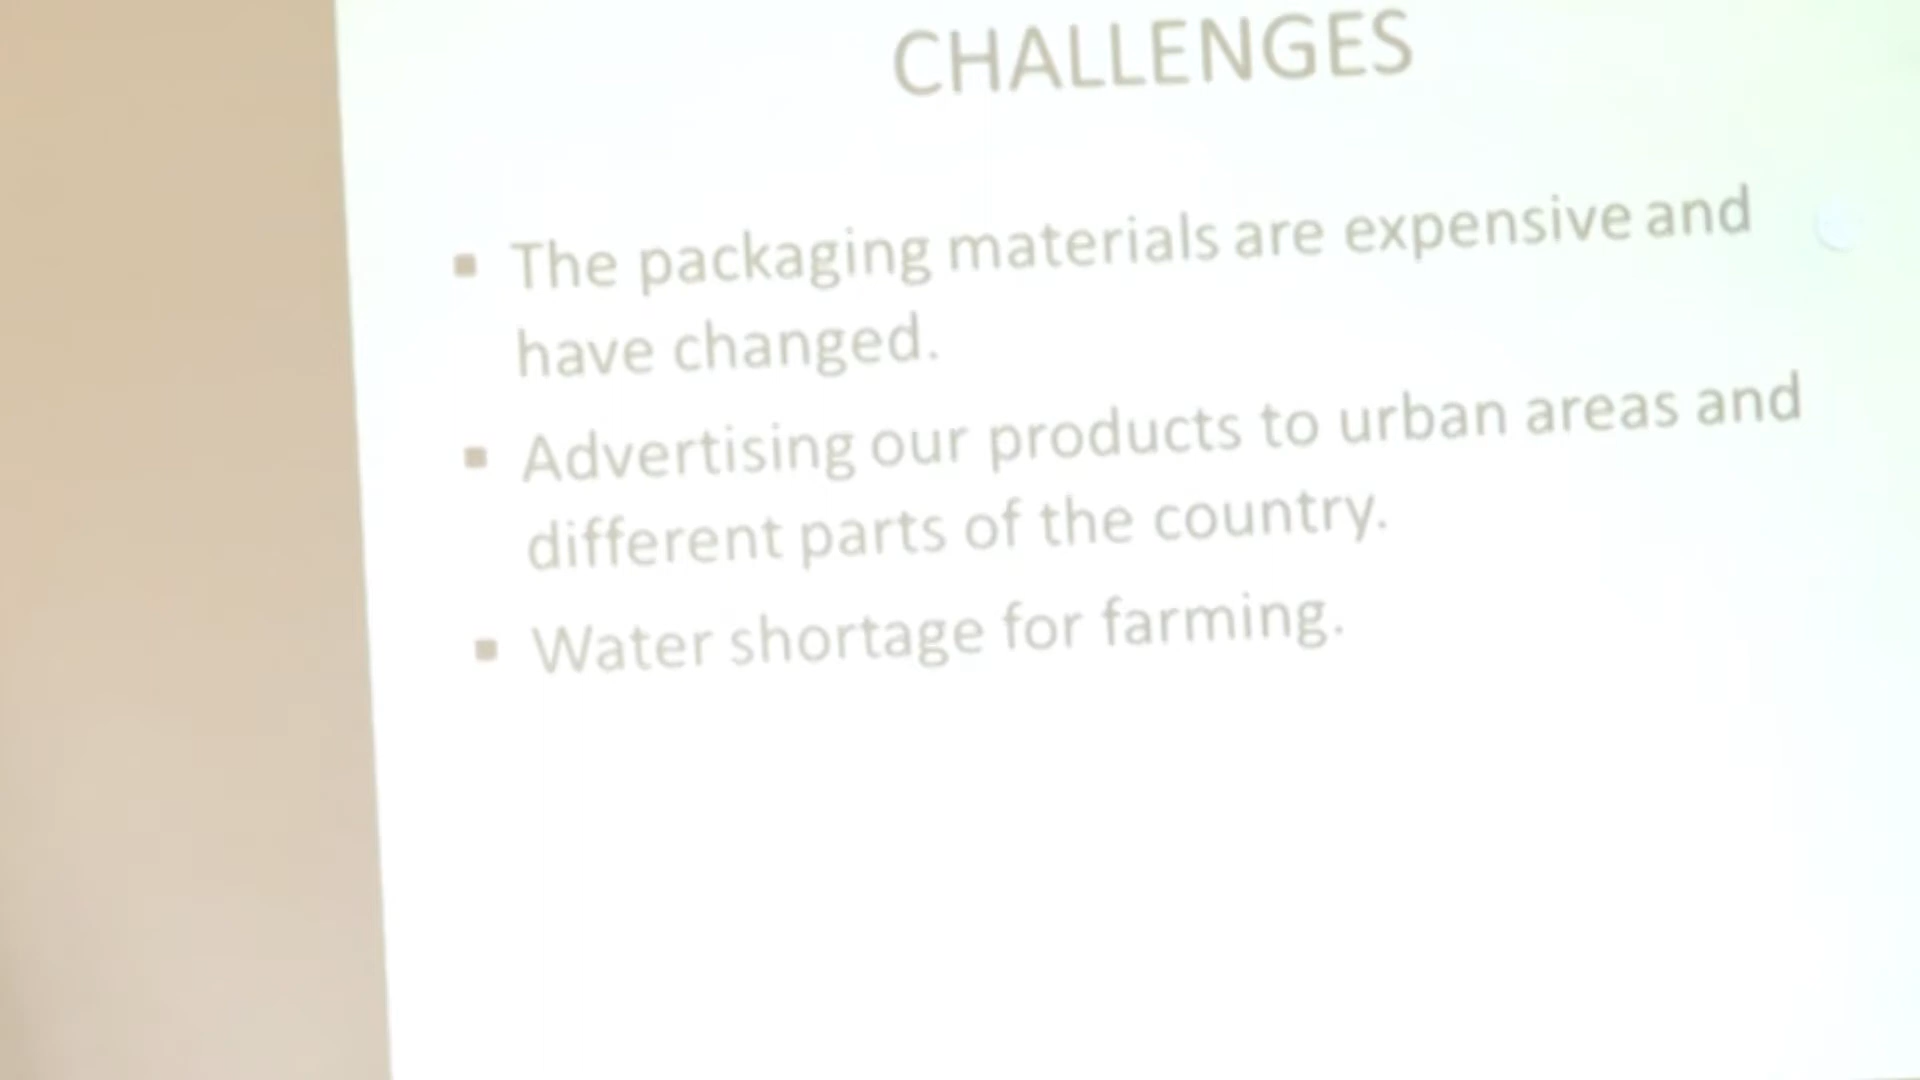 CHALLENGES
▪ The packaging materials are expensive and
have changed.
▪ Advertising our products to urban areas and
different parts of the country.
▪ Water shortage for farming.